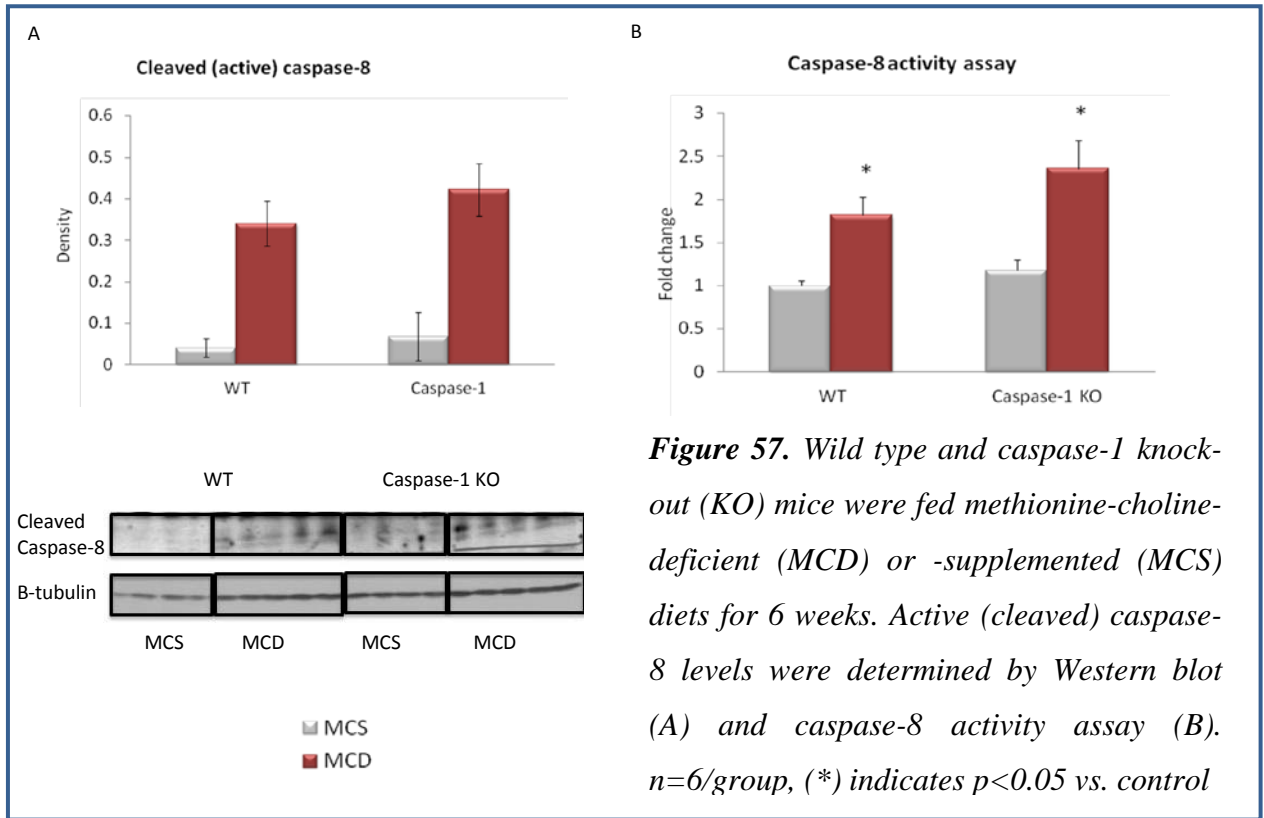 A
Cleaved (active) caspase-8
0.6
0.5
0.4
0.3
0.2
0.1
0
Density
WT
Caspase-1
WT
Caspase-1 KO
Cleaved
Caspase-8
B-tubulin
MCS
MCD
MCS
MCD
MCS
MCD
B
Caspase-8 activity assay
3
2.5
2
1.5
1
0.5
0
Fold change
*
*
WT
Caspase-1 KO
Figure 57. Wild type and caspase-1 knock-
out (KO) mice were fed methionine-choline-
deficient (MCD) or -supplemented (MCS)
diets for 6 weeks. Active (cleaved) caspase-
8 levels were determined by Western blot
(A) and caspase-8 activity assay (B).
n=6/group, (*) indicates p<0.05 vs. control